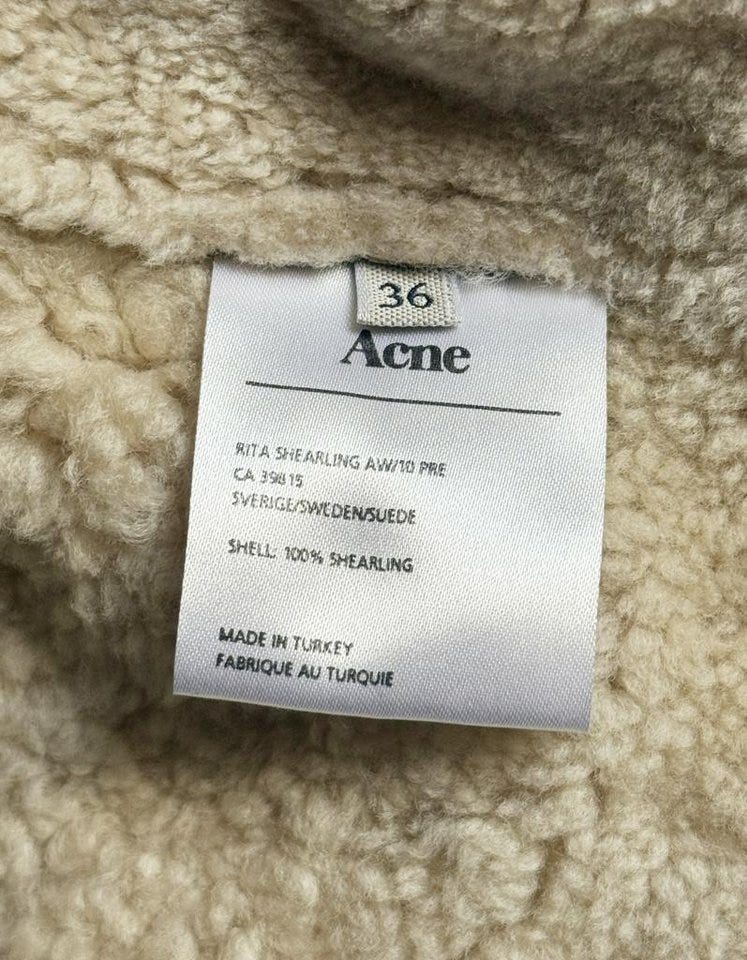 36
Acne
RITA SHEARLING AW/10 PRE
CA 39815
SVERIGE/SWEDEN/SUEDE
SHELL: 100% SHEARLING
MADE IN TURKEY
FABRIQUE AU TURQUIE